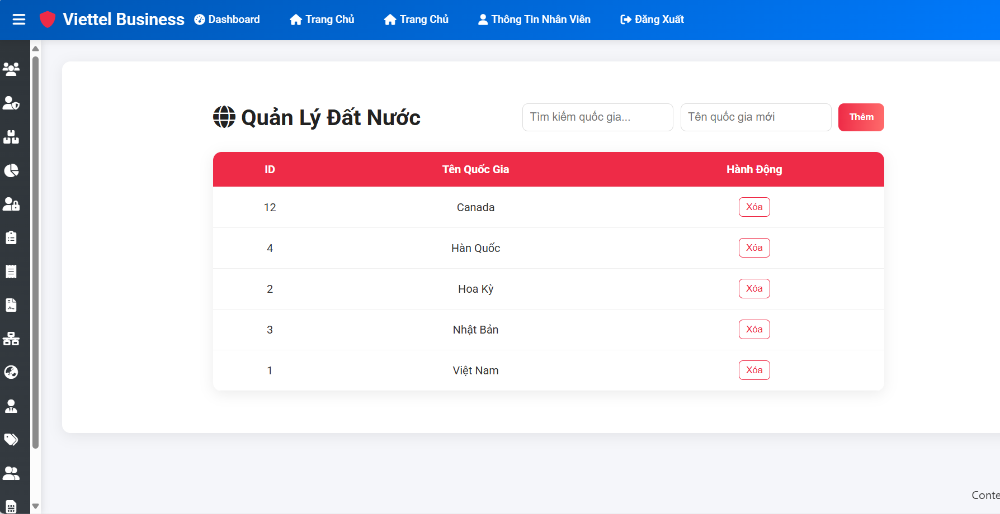 Viettel Business Dashboard Trang Chủ Trang Chủ Thông Tin Nhân Viên Đăng Xuất
Quản Lý Đất Nước Tìm kiếm quốc gia... Tên quốc gia mới Thêm
ID Tên Quốc Gia Hành Động
12 Canada Xóa
4 Hàn Quốc Xóa
2 Hoa Kỳ Xóa
3 Nhật Bản Xóa
1 Việt Nam Xóa
Conte